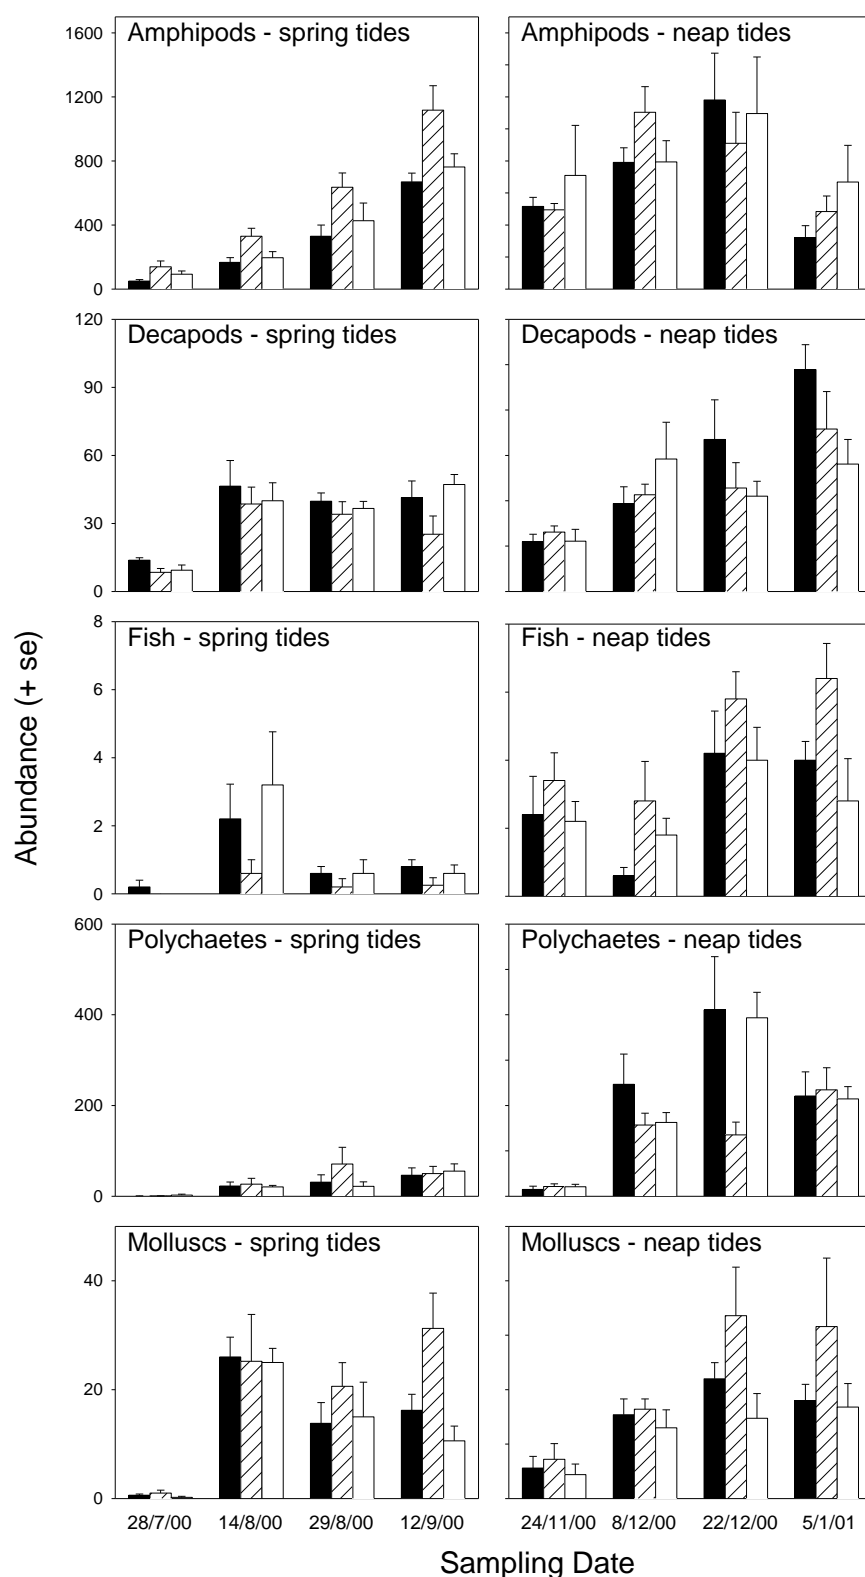 Amphipods - spring tides
Amphipods - neap tides
1600
1200
800
400
0
Decapods - spring tides
Decapods - neap tides
120
90
60
30
0
Fish - spring tides
Fish - neap tides
8
6
4
2
0
Abundance (+ se)
Polychaetes - spring tides
Polychaetes - neap tides
600
400
200
0
Molluscs - spring tides
Molluscs - neap tides
40
20
0
28/7/00 14/8/00 29/8/00 12/9/00 24/11/00 8/12/00 22/12/00 5/1/01
Sampling Date